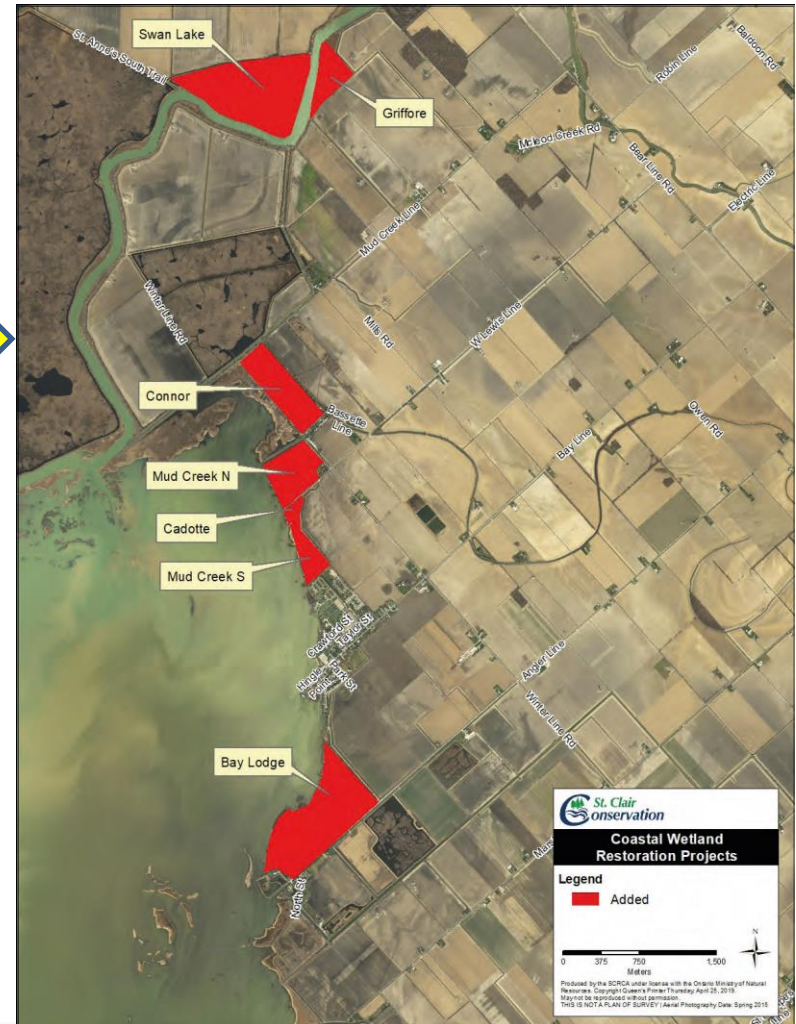 Swan Lake
St. Anne's South Trail
Griffore
Robin Line
Baldoon Rd
Mcleod Creek Rd
Bear Line Rd
Electric Line
Mud Creek Line
Winter Line Rd
Mills Rd
W Lewis Line
Connor
Bassette
Line
Owen Rd
Bay Line
Mud Creek N
Cadotte
Mud Creek S
Crawford St
Taylor St
Park St
Angler Line
Winter Line Rd
Bay Lodge
North St
St. Clair
Conservation
Coastal Wetland
Restoration Projects
Legend
Added
N
0 375 750 1,500
Meters
Produced by the SCRCA under license with the Ontario Ministry of Natural
Resources. Copyright Queen's Printer Thursday, April 25, 2019.
May not be reproduced without permission.
THIS IS NOT A PLAN OF SURVEY | Aerial Photography Date: Spring 2015